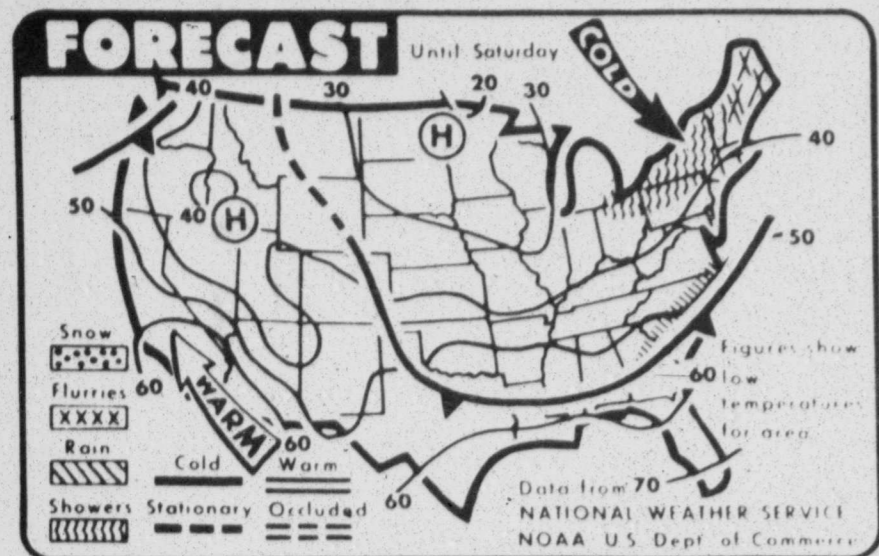 FORECAST
Until Saturday
COLD
40
30
20
30
H
40
50
40
H
50
Snow
Flurries
XXXX
Rain
Showers
60
WARM
60
60
60
70
Cold
Warm
Stationary
Occluded
Figures show
low
temperatures
for area
Data from
NATIONAL WEATHER SERVICE
NOAA U.S. Dept of Commerce